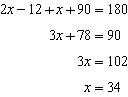 2x − 12 + x + 90 = 180
3x + 78 = 90
3x = 102
x = 34